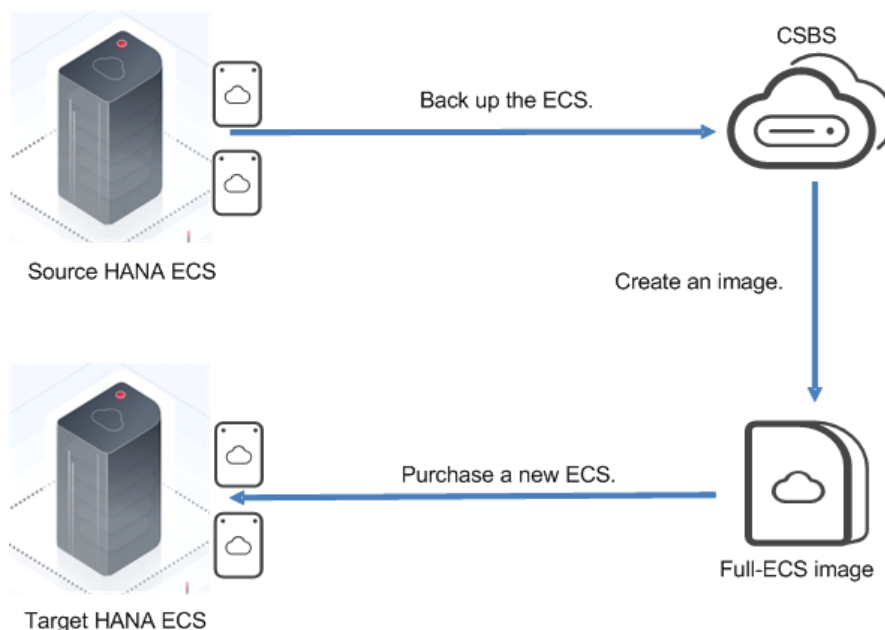 CSBS
Back up the ECS.
Source HANA ECS
Create an image.
Purchase a new ECS.
Full-ECS image
Target HANA ECS